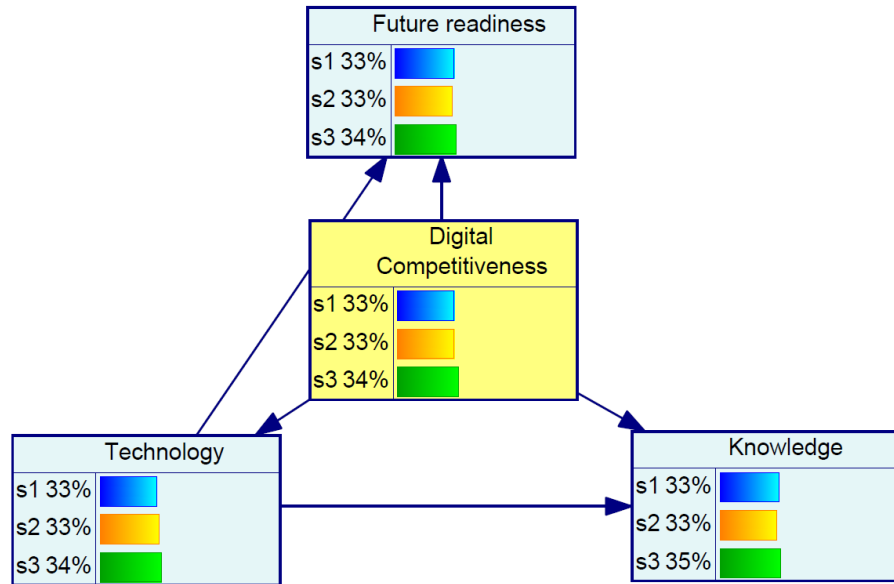 Future readiness
s1 33%
s2 33%
s3 34%
Digital
Competitiveness
s1 33%
s2 33%
s3 34%
Technology
s1 33%
s2 33%
s3 34%
Knowledge
s1 33%
s2 33%
s3 35%